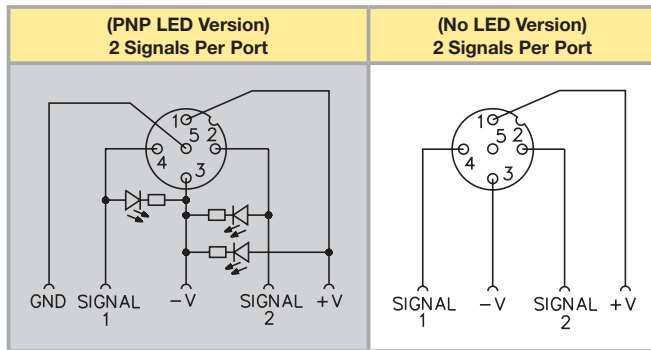 (PNP LED Version)
2 Signals Per Port
(No LED Version)
2 Signals Per Port
1
5
2
4
3
1
5
2
4
3
GND
SIGNAL
1
–V
SIGNAL
2
+V
SIGNAL
1
–V
SIGNAL
2
+V